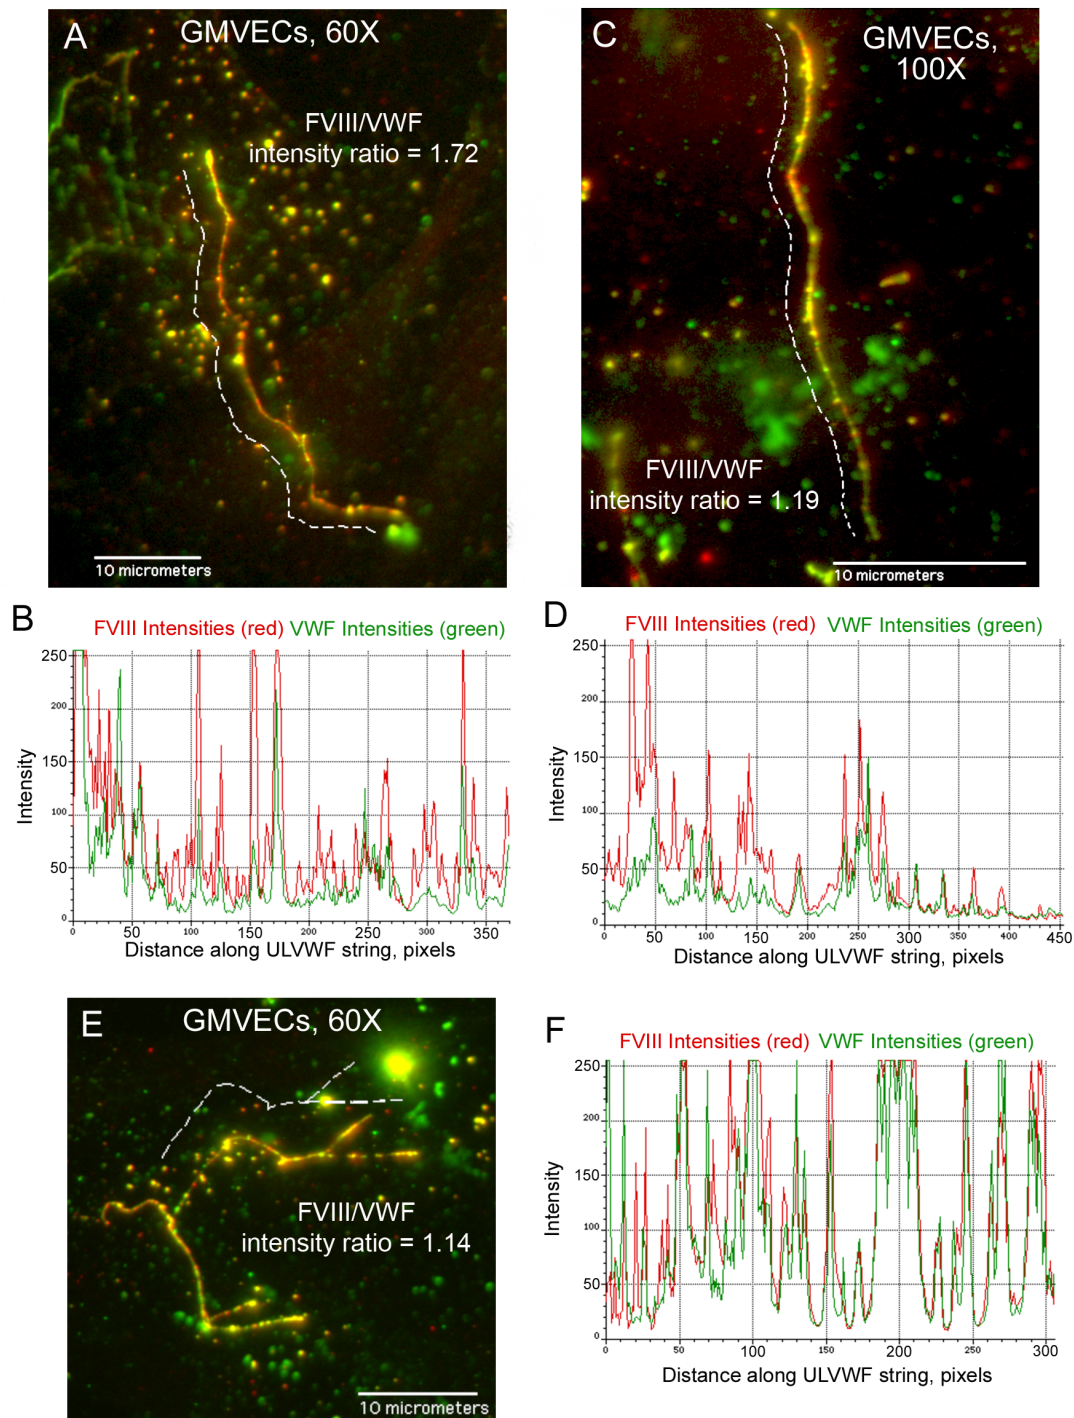 A
GMVECs, 60X
FVIII/VWF
intensity ratio = 1.72
10 micrometers
C
GMVECs,
100X
FVIII/VWF
intensity ratio = 1.19
10 micrometers
B
FVIII Intensities (red) VWF Intensities (green)
250
200
150
100
50
0
Intensity
0 50 100 150 200 250 300 350
Distance along ULVWF string, pixels
D
FVIII Intensities (red) VWF Intensities (green)
250
200
150
100
50
0
Intensity
0 50 100 150 200 250 300 350 400 450
Distance along ULVWF string, pixels
E
GMVECs, 60X
FVIII/VWF
intensity ratio = 1.14
10 micrometers
F
FVIII Intensities (red) VWF Intensities (green)
250
200
150
100
50
0
Intensity
0 50 100 150 200 250 300
Distance along ULVWF string, pixels